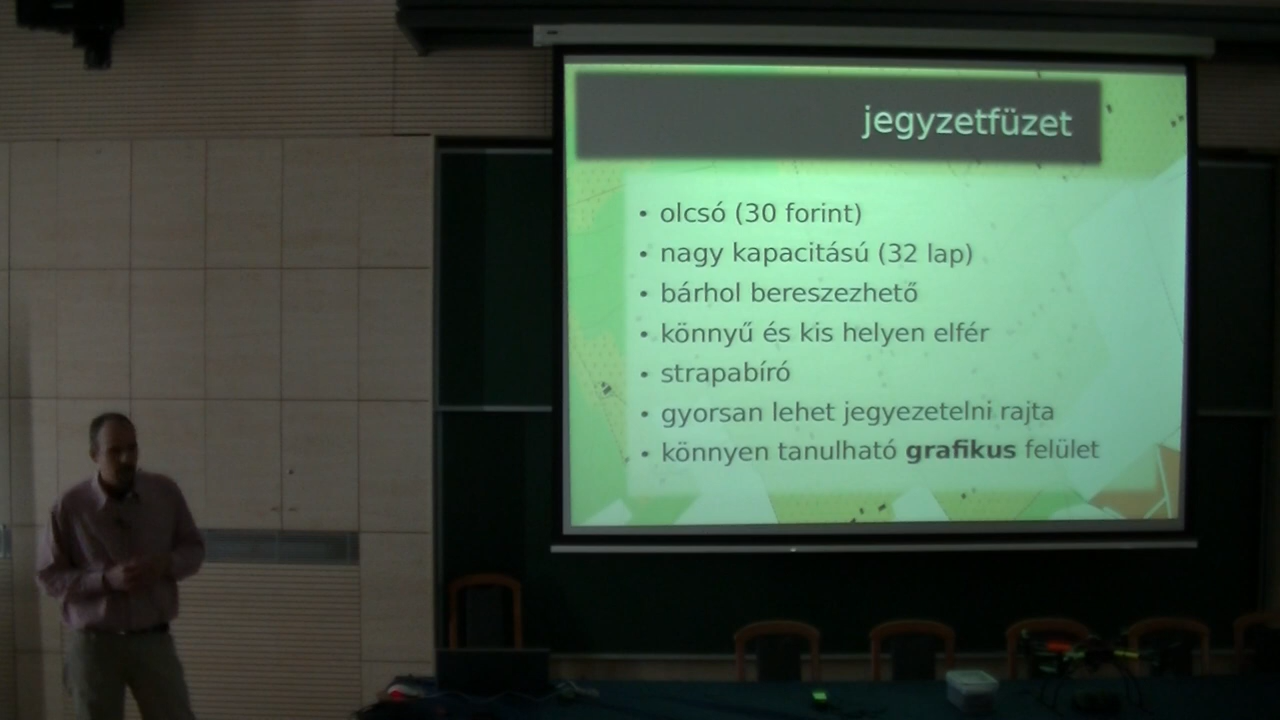 jegyzetfüzet
• olcsó (30 forint)
• nagy kapacitású (32 lap)
• bárhol bereszezhető
• könnyű és kis helyen elfér
• strapabíró
• gyorsan lehet jegyezetelni rajta
• könnyen tanulható grafikus felület